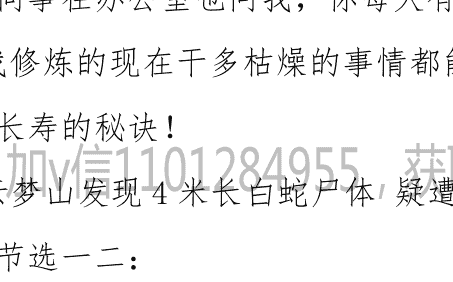 同事在办公室也问我，你每天有
修炼的现在干多枯燥的事情都能
长寿的秘诀！
加v信1101284955，获取
梦山发现4米长白蛇尸体 疑遭
节选一二：